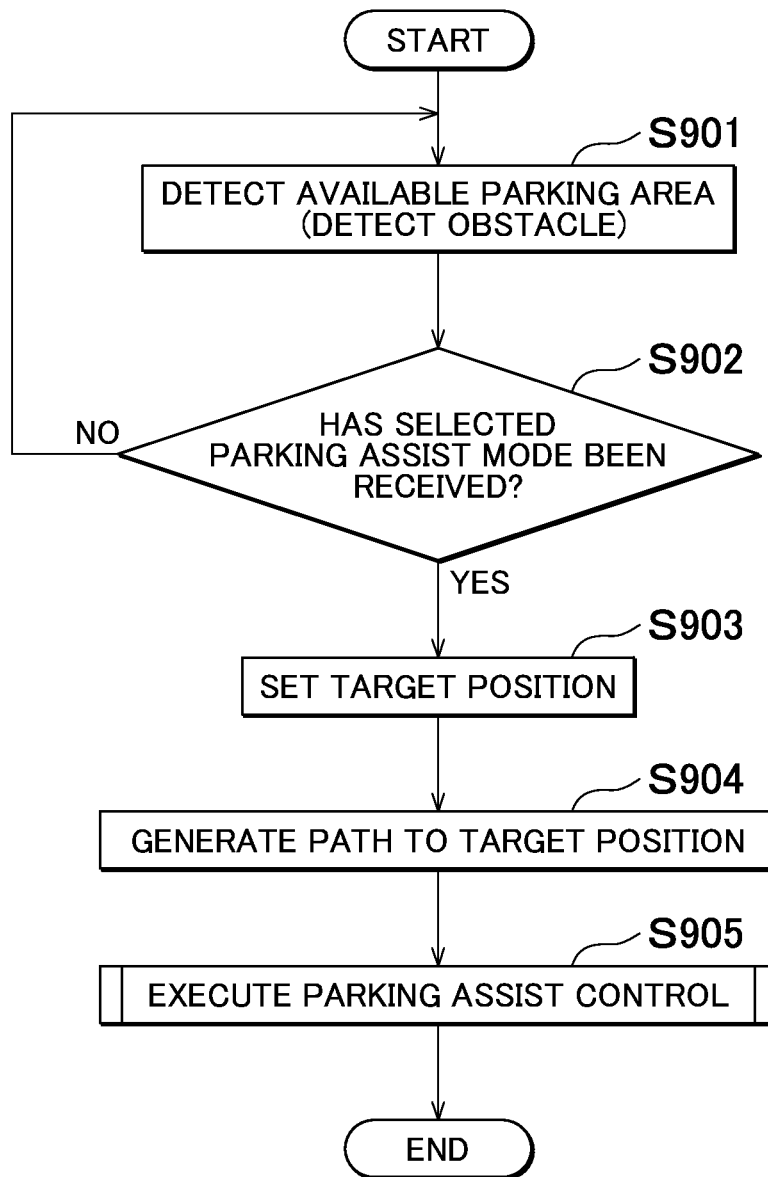 START
S901
DETECT AVAILABLE PARKING AREA
(DETECT OBSTACLE)
S902
HAS SELECTED
PARKING ASSIST MODE BEEN
RECEIVED?
NO
YES
S903
SET TARGET POSITION
S904
GENERATE PATH TO TARGET POSITION
S905
EXECUTE PARKING ASSIST CONTROL
END